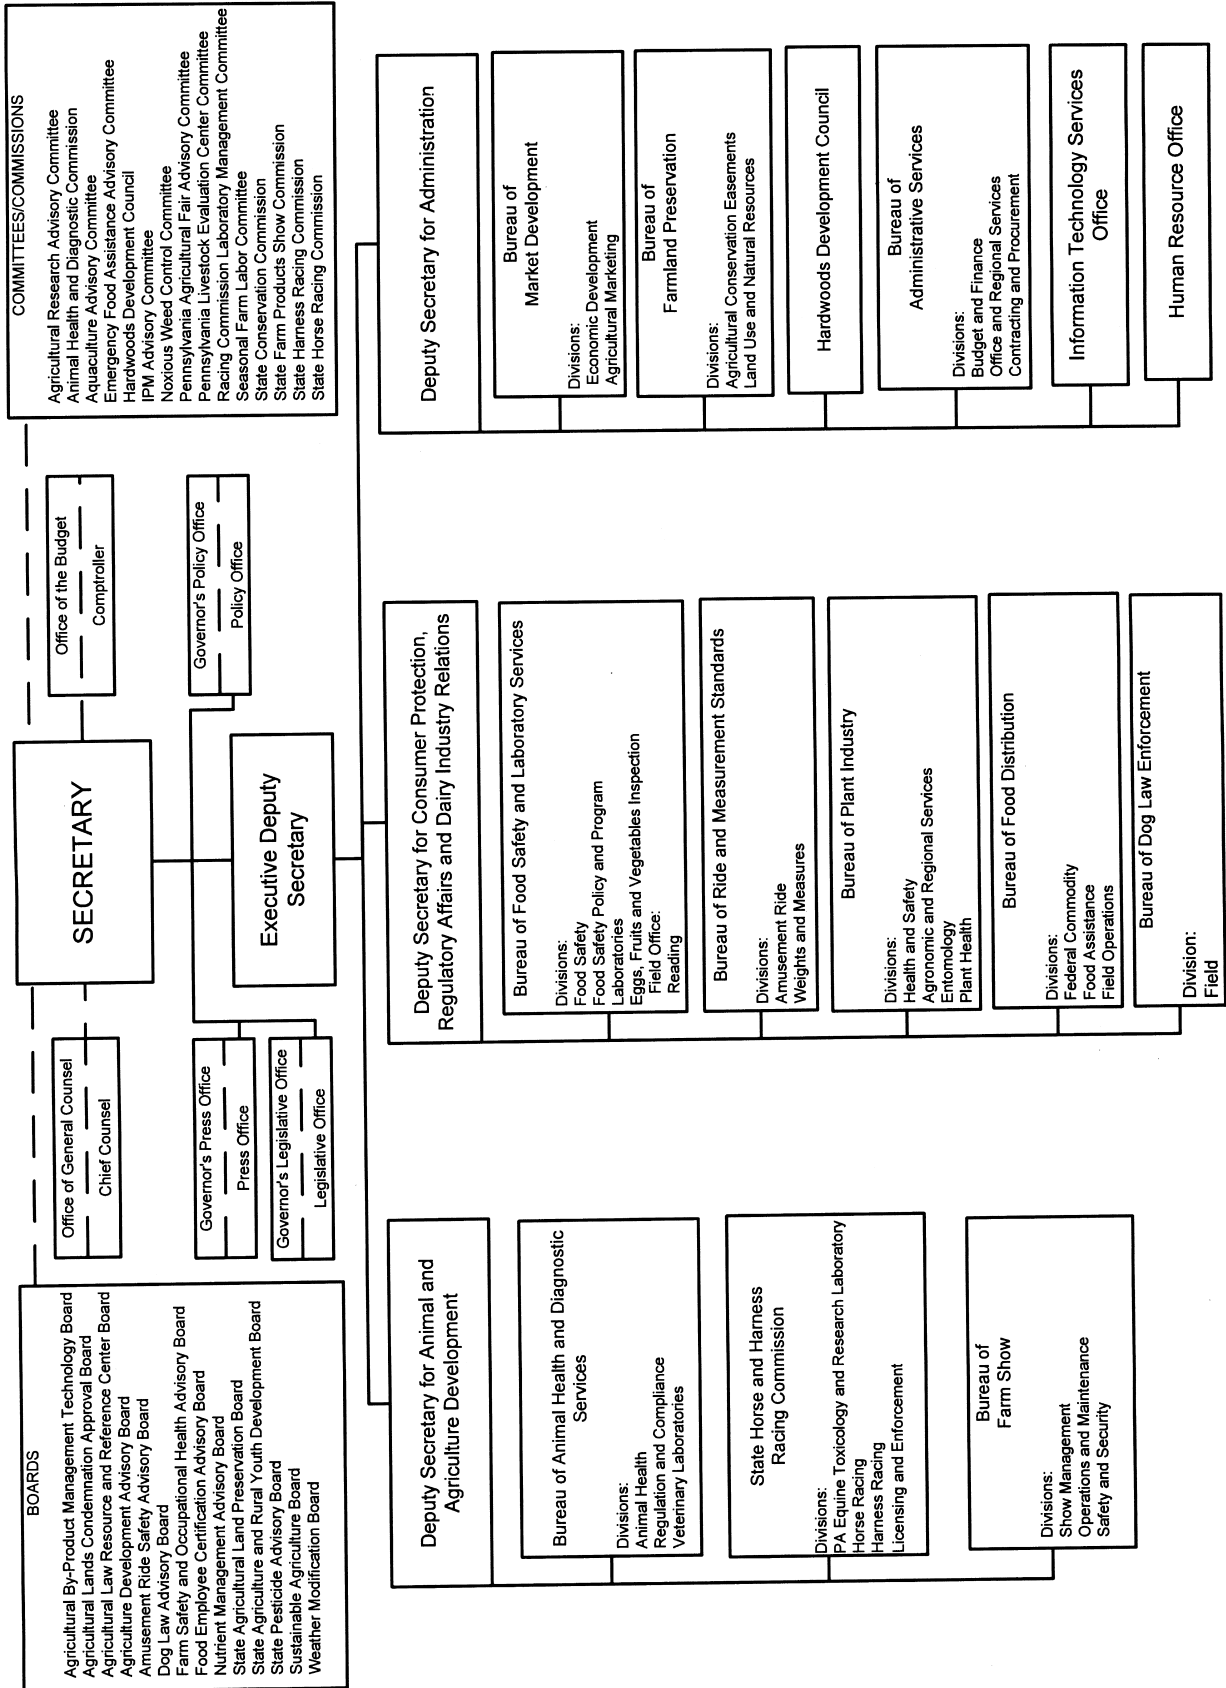 BOARDS
Agricultural By-Product Management Technology Board
Agricultural Lands Condemnation Approval Board
Agricultural Law Resource and Reference Center Board
Agriculture Development Advisory Board
Amusement Ride Safety Advisory Board
Dog Law Advisory Board
Farm Safety and Occupational Health Advisory Board
Food Employee Certification Advisory Board
Nutrient Management Advisory Board
State Agricultural Land Preservation Board
State Agriculture and Rural Youth Development Board
State Pesticide Advisory Board
Sustainable Agriculture Board
Weather Modification Board
Office of General Counsel
Chief Counsel
Governor's Press Office
Press Office
Governor's Legislative Office
Legislative Office
SECRETARY
Executive Deputy
Secretary
Office of the Budget
Comptroller
Governor's Policy Office
Policy Office
COMMITTEES/COMMISSIONS
Agricultural Research Advisory Committee
Animal Health and Diagnostic Commission
Aquaculture Advisory Committee
Emergency Food Assistance Advisory Committee
Hardwoods Development Council
IPM Advisory Committee
Noxious Weed Control Committee
Pennsylvania Agricultural Fair Advisory Committee
Pennsylvania Livestock Evaluation Center Committee
Racing Commission Laboratory Management Committee
Seasonal Farm Labor Committee
State Conservation Commission
State Farm Products Show Commission
State Harness Racing Commission
State Horse Racing Commission
Deputy Secretary for Animal and
Agriculture Development
Bureau of Animal Health and Diagnostic
Services
Divisions:
Animal Health
Regulation and Compliance
Veterinary Laboratories
State Horse and Harness
Racing Commission
Divisions:
PA Equine Toxicology and Research Laboratory
Horse Racing
Harness Racing
Licensing and Enforcement
Bureau of
Farm Show
Divisions:
Show Management
Operations and Maintenance
Safety and Security
Deputy Secretary for Consumer Protection,
Regulatory Affairs and Dairy Industry Relations
Bureau of Food Safety and Laboratory Services
Divisions:
Food Safety
Food Safety Policy and Program
Laboratories
Eggs, Fruits and Vegetables Inspection
Field Office:
Reading
Bureau of Ride and Measurement Standards
Divisions:
Amusement Ride
Weights and Measures
Bureau of Plant Industry
Divisions:
Health and Safety
Agronomic and Regional Services
Entomology
Plant Health
Bureau of Food Distribution
Divisions:
Federal Commodity
Food Assistance
Field Operations
Bureau of Dog Law Enforcement
Division:
Field
Deputy Secretary for Administration
Bureau of
Market Development
Divisions:
Economic Development
Agricultural Marketing
Bureau of
Farmland Preservation
Divisions:
Agricultural Conservation Easements
Land Use and Natural Resources
Hardwoods Development Council
Bureau of
Administrative Services
Divisions:
Budget and Finance
Office and Regional Services
Contracting and Procurement
Information Technology Services
Office
Human Resource Office